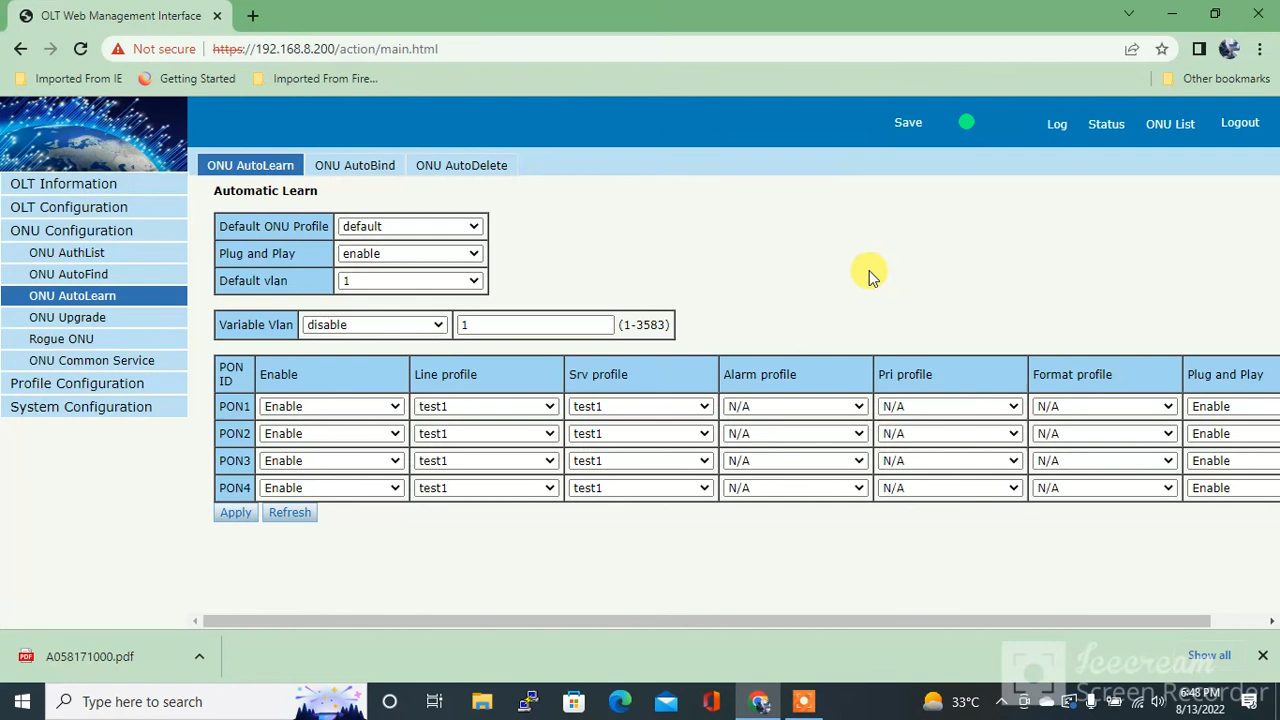 OLT Web Management Interface
Not secure https://192.168.8.200/action/main.html
Imported From IE Getting Started Imported From Fire... Other bookmarks
Save Log Status ONU List Logout
ONU AutoLearn ONU AutoBind ONU AutoDelete
OLT Information
OLT Configuration
ONU Configuration
ONU AuthList
ONU AutoFind
ONU AutoLearn
ONU Upgrade
Rogue ONU
ONU Common Service
Profile Configuration
System Configuration
Automatic Learn
Default ONU Profile default
Plug and Play enable
Default vlan 1
Variable Vlan disable 1 (1-3583)
PON ID Enable Line profile Srv profile Alarm profile Pri profile Format profile Plug and Play
PON1 Enable test1 test1 N/A N/A N/A Enable
PON2 Enable test1 test1 N/A N/A N/A Enable
PON3 Enable test1 test1 N/A N/A N/A Enable
PON4 Enable test1 test1 N/A N/A N/A Enable
Apply Refresh
A058171000.pdf Show all
Icecream
Screen Recorder
Type here to search 33°C 6:48 PM
8/13/2022